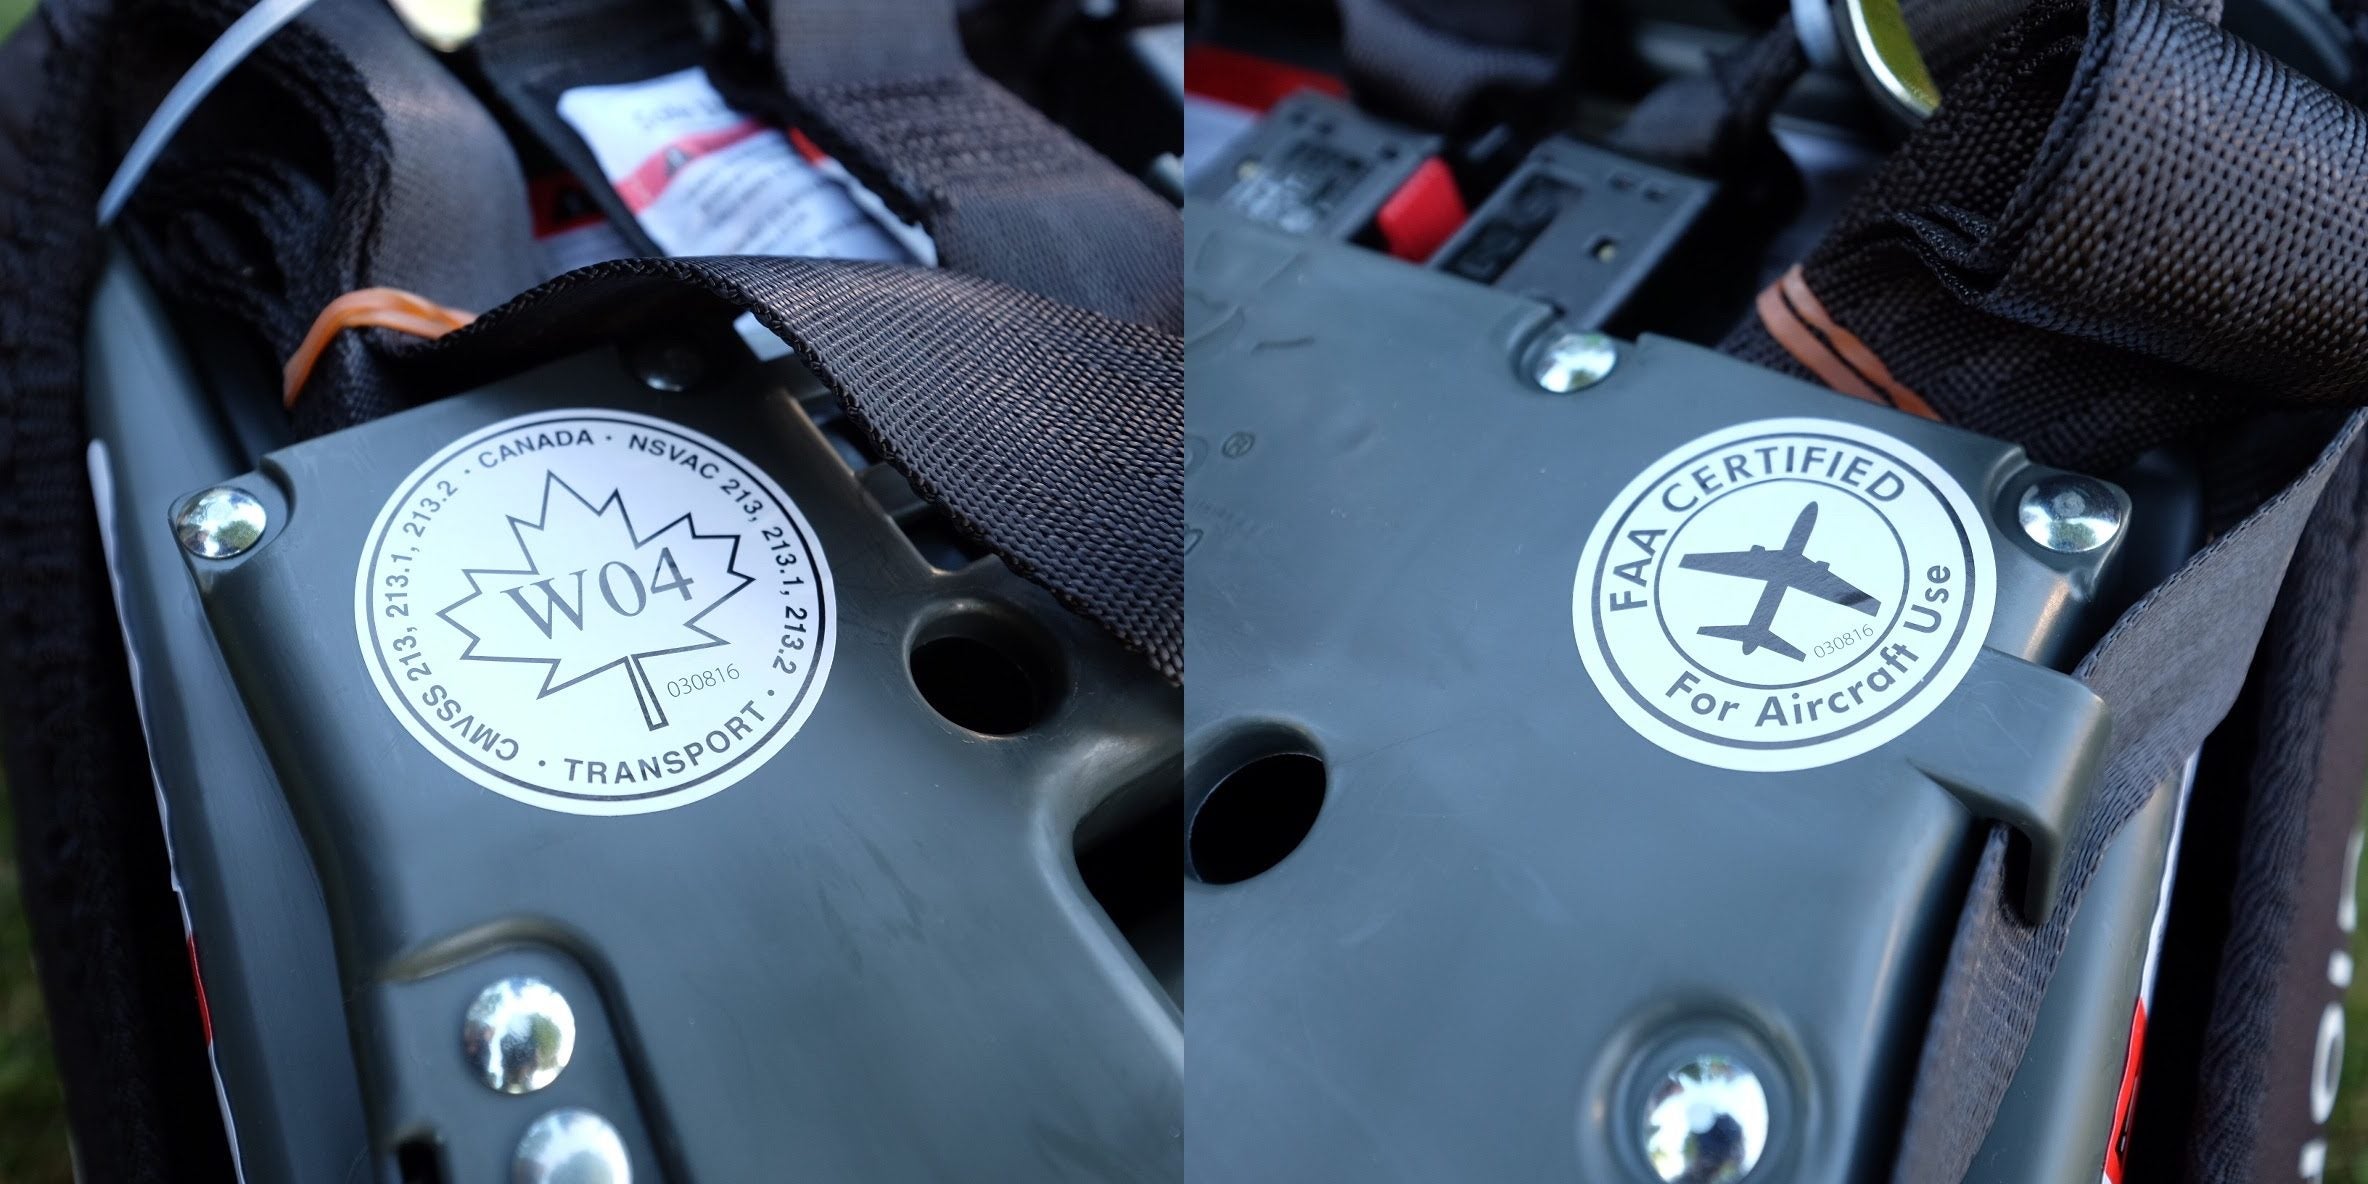 CMVSS 213, 213.1, 213.2 · CANADA · NSVAC 213, 213.1, 213.2 · TRANSPORT ·
W04
030816
®
FAA CERTIFIED
030816
For Aircraft Use